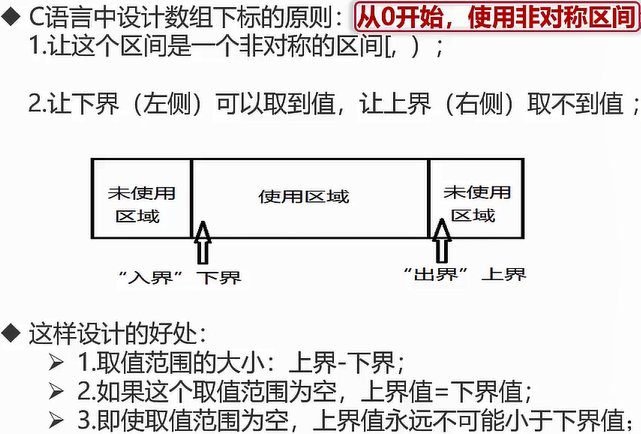 ◆ C语言中设计数组下标的原则：从0开始，使用非对称区间
1.让这个区间是一个非对称的区间[，）；
2.让下界（左侧）可以取到值，让上界（右侧）取不到值；
未使用区域 使用区域 未使用区域
“入界”下界 “出界”上界
◆ 这样设计的好处：
➢ 1.取值范围的大小：上界-下界；
➢ 2.如果这个取值范围为空，上界值=下界值；
➢ 3.即使取值范围为空，上界值永远不可能小于下界值；